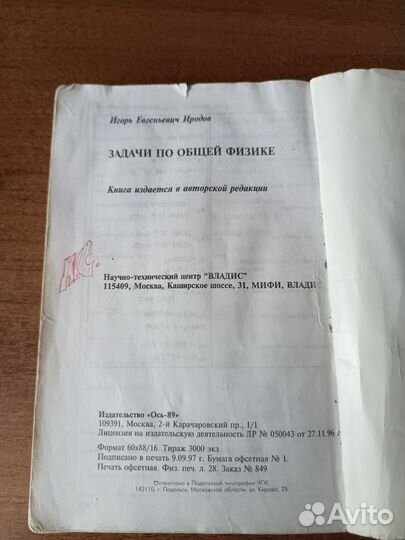 Игорь Евгеньевич Иродов
ЗАДАЧИ ПО ОБЩЕЙ ФИЗИКЕ
Книга издается в авторской редакции
Научно-технический центр "ВЛАДИС"
115409, Москва, Каширское шоссе, 31, МИФИ, ВЛАДИ
Издательство «Ось-89»
109391, Москва, 2-й Карачаровский пр., 1/1
Лицензия на издательскую деятельность ЛР № 050043 от 27.11.96
Формат 60х88/16. Тираж 3000 экз.
Подписано в печать 9.09.97 г. Бумага офсетная № 1.
Печать офсетная. Физ. печ. л. 28. Заказ № 849
Отпечатано в Подольской типографии ЧПК
142110, г. Подольск, Московской области, ул. Кирова, 25
Avito